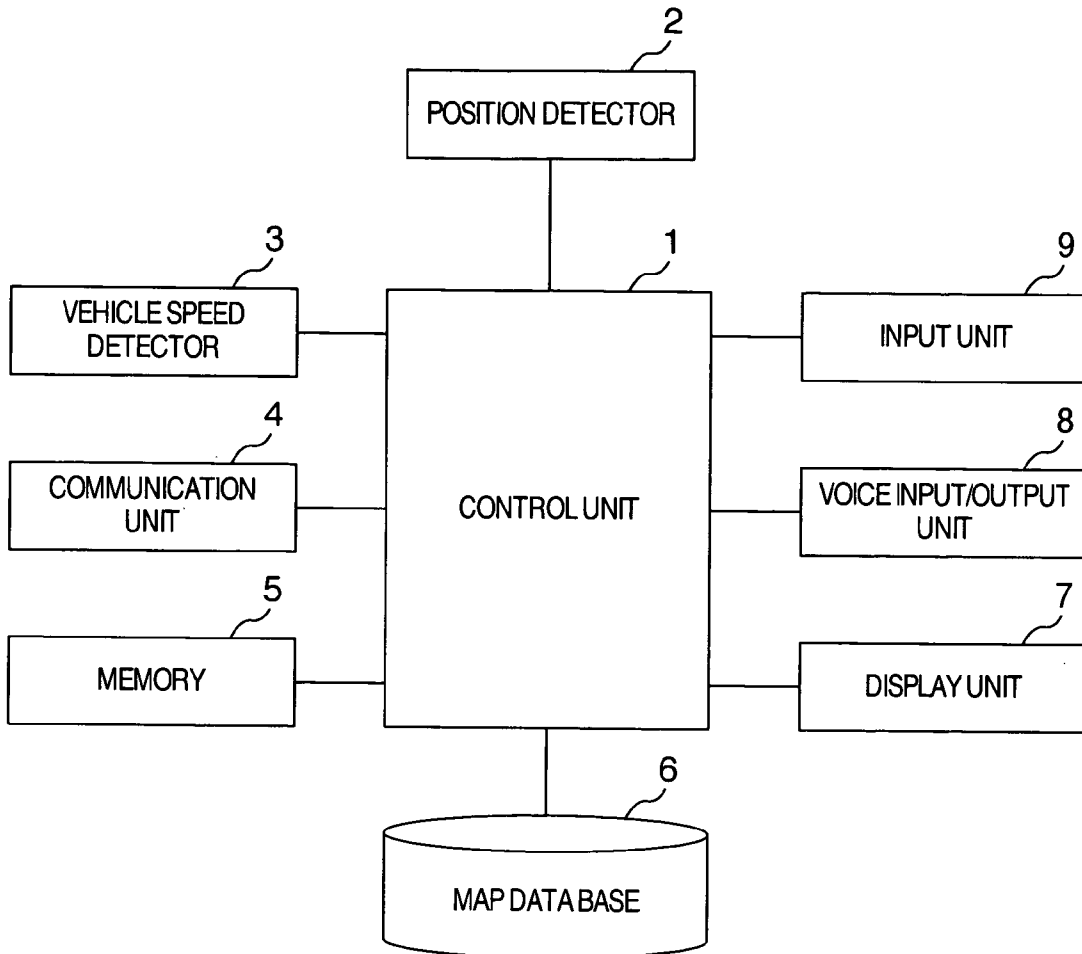 2
POSITION DETECTOR
3
VEHICLE SPEED
DETECTOR
1
CONTROL UNIT
9
INPUT UNIT
4
COMMUNICATION
UNIT
8
VOICE INPUT/OUTPUT
UNIT
5
MEMORY
7
DISPLAY UNIT
6
MAP DATA BASE